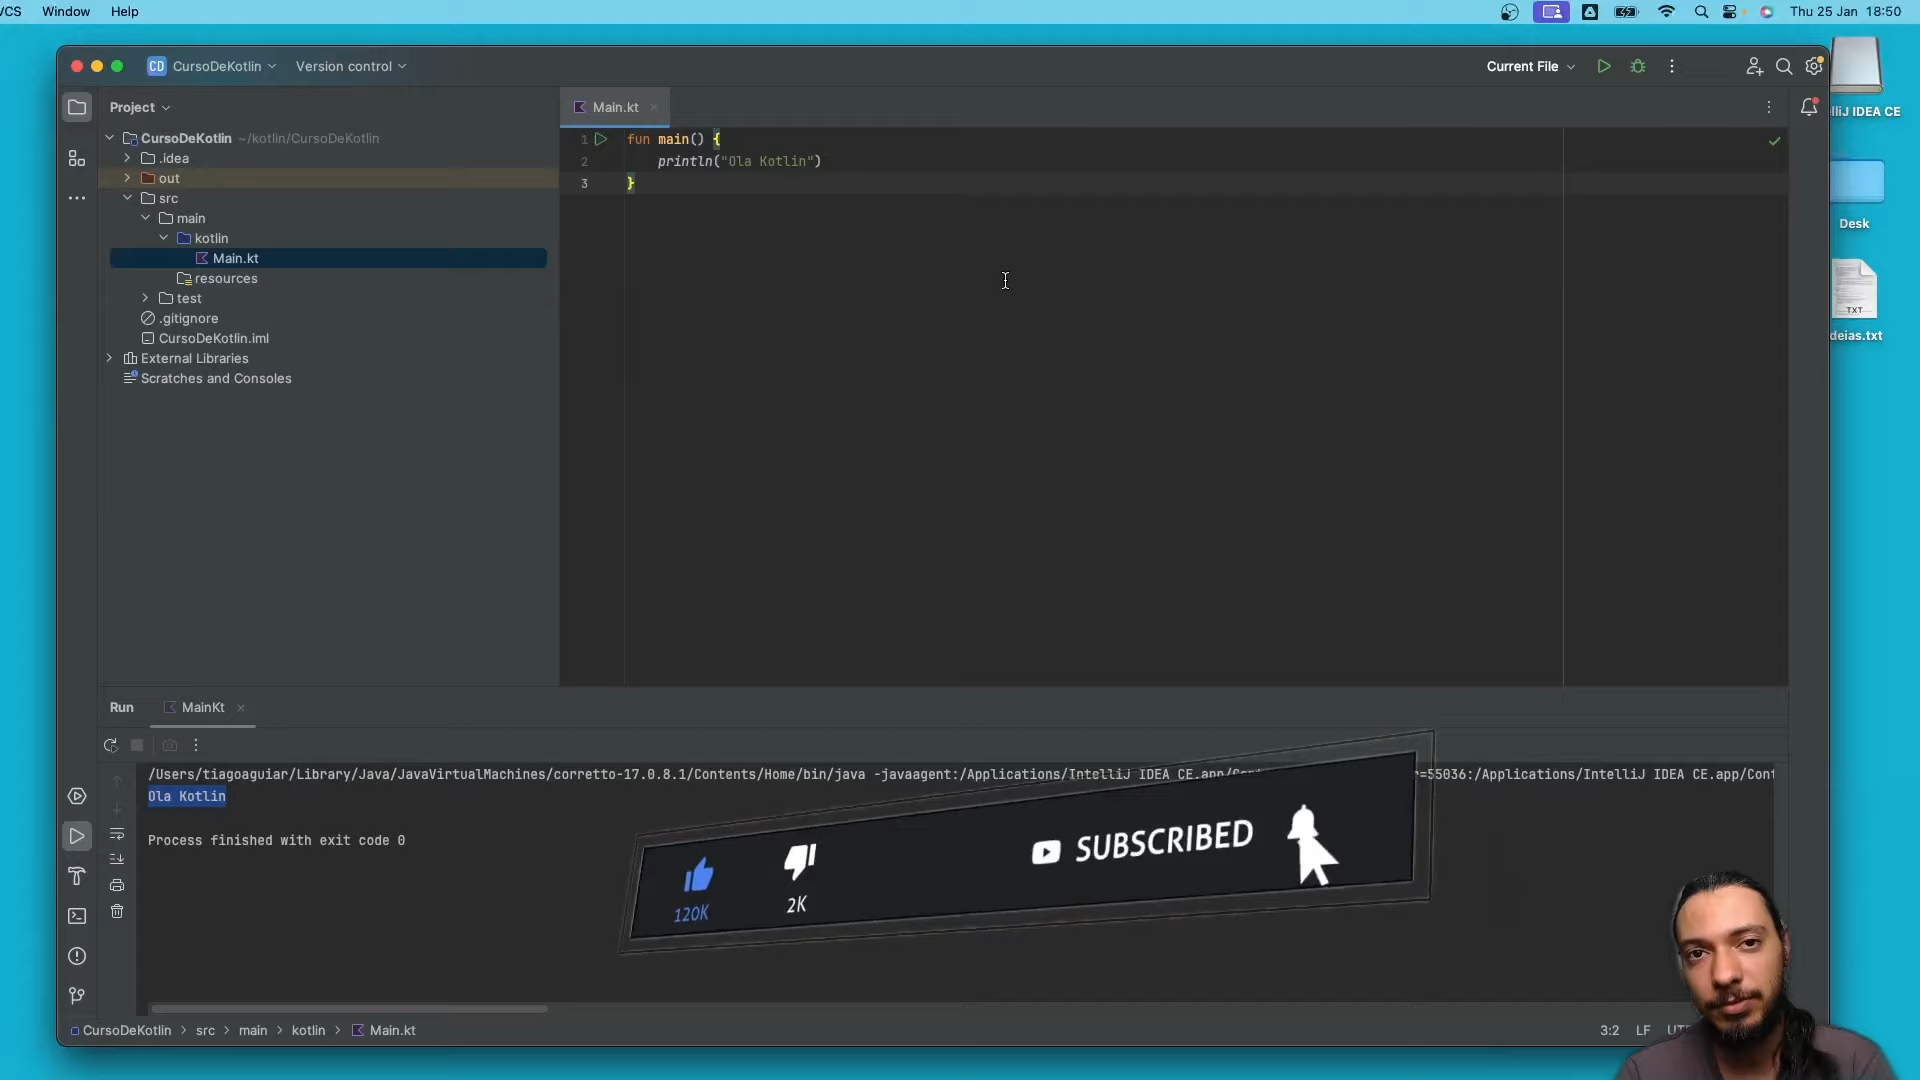 VCS Window Help Thu 25 Jan 18:50
CD CursoDeKotlin Version control Current File
IntelliJ IDEA CE
Project Main.kt
CursoDeKotlin ~/kotlin/CursoDeKotlin
.idea
out
src
main
kotlin
Main.kt
resources
test
.gitignore
CursoDeKotlin.iml
External Libraries
Scratches and Consoles
1 fun main() {
2 println("Ola Kotlin")
3 }
Desk
TXT
deias.txt
Run MainKt
/Users/tiagoaguiar/Library/Java/JavaVirtualMachines/corretto-17.0.8.1/Contents/Home/bin/java -javaagent:/Applications/IntelliJ IDEA CE.app/Cont =55036:/Applications/IntelliJ IDEA CE.app/Cont
Ola Kotlin
Process finished with exit code 0
SUBSCRIBED
120K 2K
CursoDeKotlin > src > main > kotlin > Main.kt 3:2 LF UT